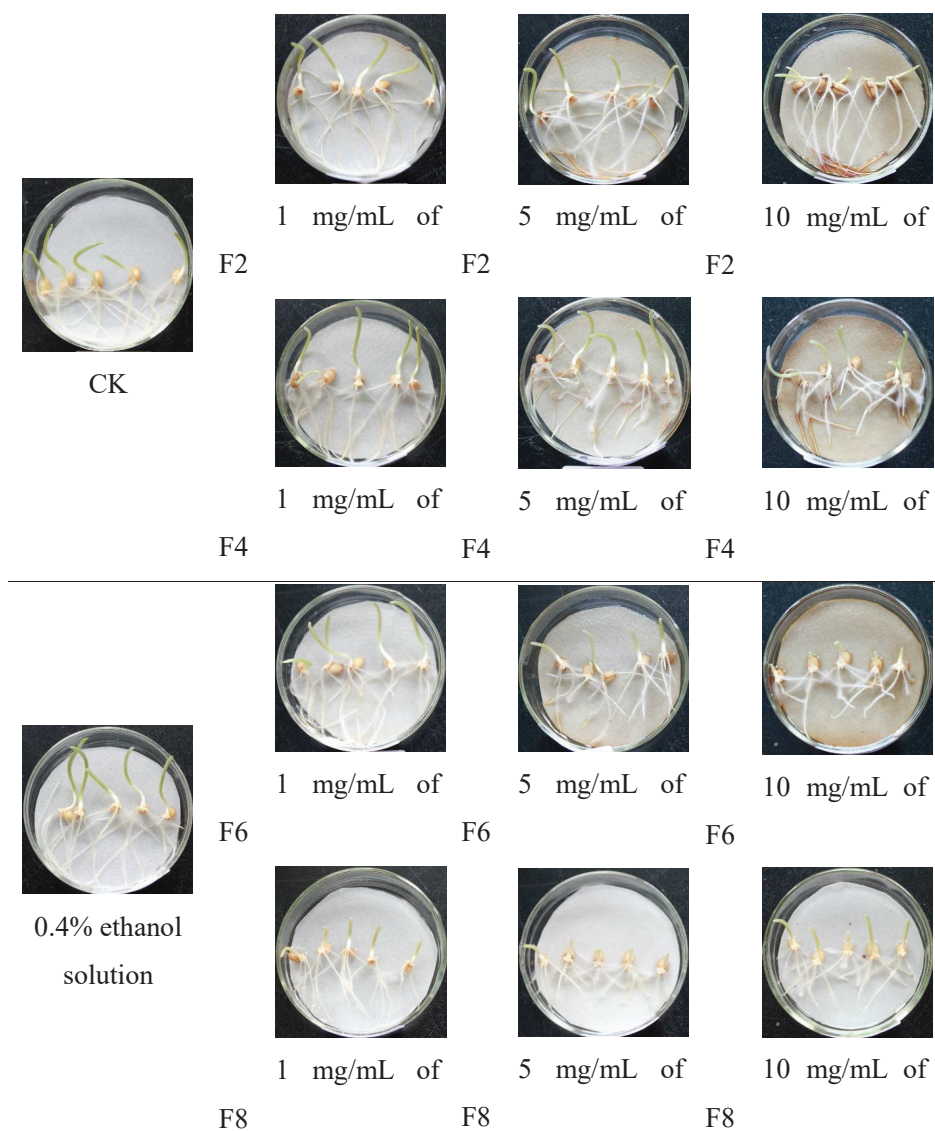 1 mg/mL of 5 mg/mL of 10 mg/mL of
F2 F2 F2
CK
1 mg/mL of 5 mg/mL of 10 mg/mL of
F4 F4 F4
1 mg/mL of 5 mg/mL of 10 mg/mL of
F6 F6 F6
0.4% ethanol
solution
1 mg/mL of 5 mg/mL of 10 mg/mL of
F8 F8 F8